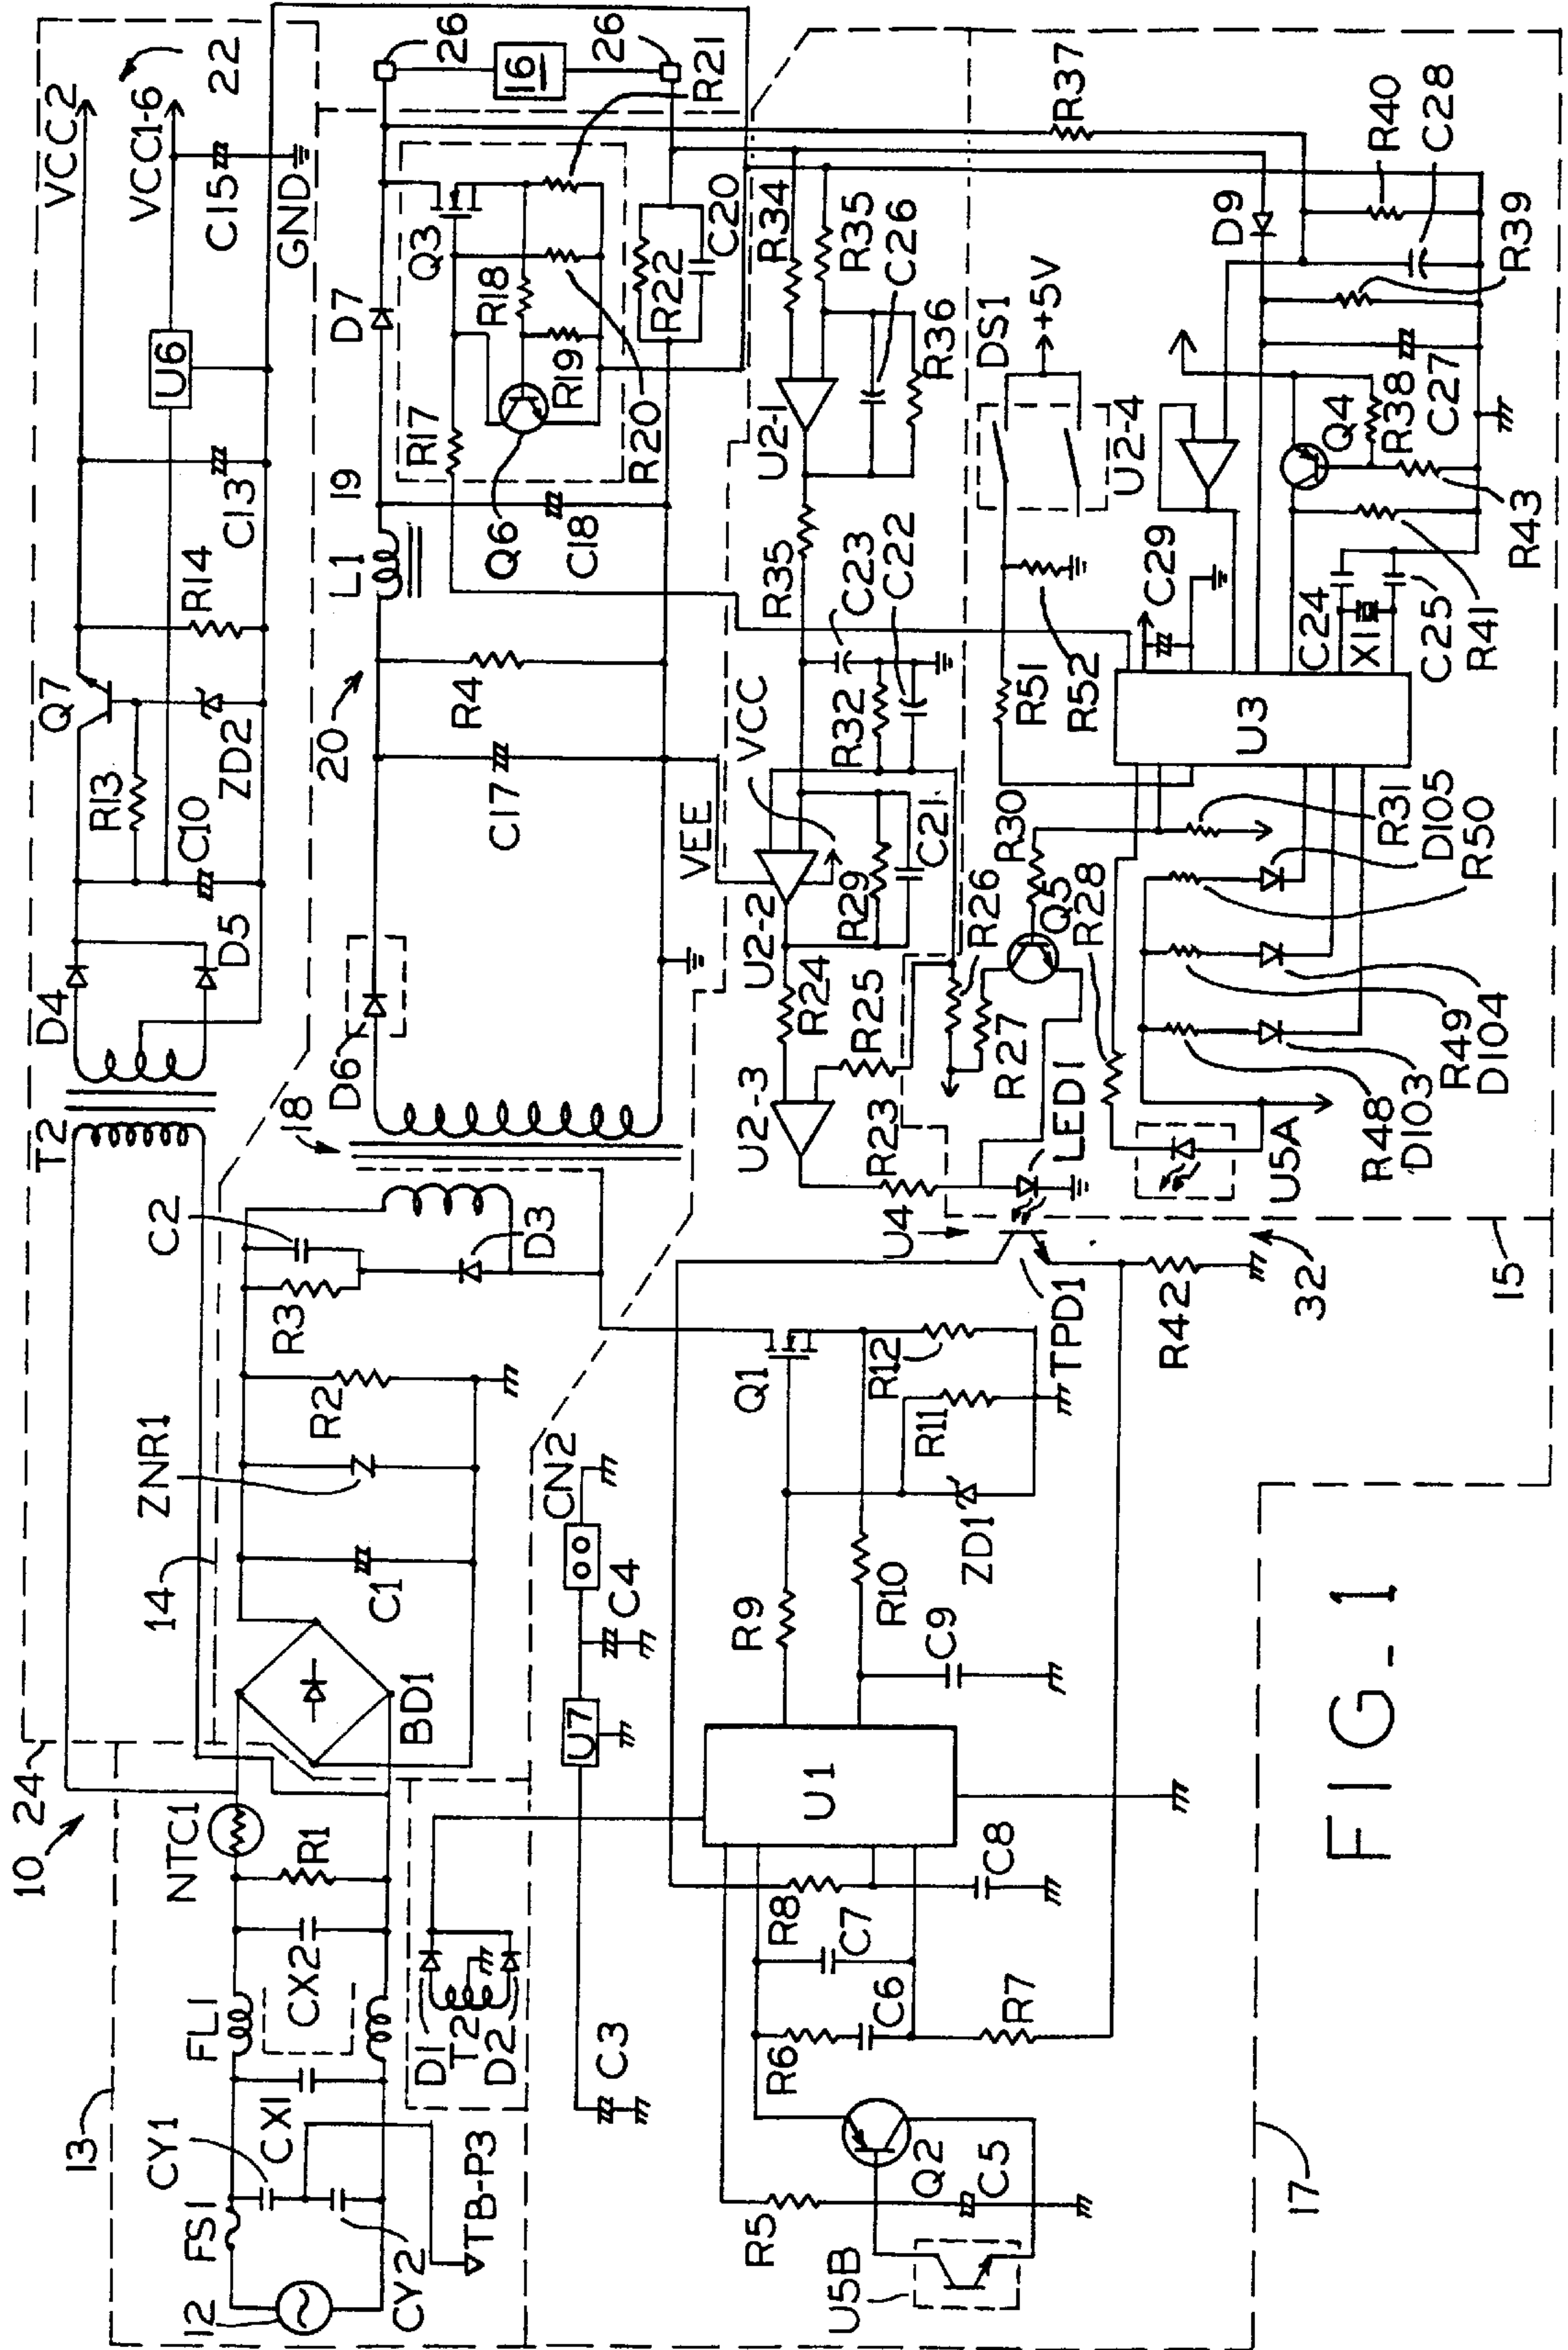 10
24
VCC2
VCC1-6
22
T2
D4
D5
R13
C10
Q7
ZD2
R14
C13
U6
C15
GND
13
12
FS1
CY1
CY2
TB-P3
CX1
FL1
CX2
R1
NTC1
D1
T2
D2
BD1
14
C1
ZNR1
R2
R3
C2
D3
18
D6
20
C17
R4
L1
19
C18
D7
R17
Q6
Q3
R18
R19
R20
R21
R22
C20
26
16
26
VEE
VCC
C3
U7
C4
CN2
U1
R5
U5B
Q2
C5
R6
C6
C7
R7
R8
C8
R9
C9
R10
ZD1
R11
R12
Q1
U4
TPD1
R42
32
15
17
U2-3
R23
R24
R25
LED1
U2-2
R29
C21
R26
R27
Q5
R28
R30
R32
C22
C23
R35
U2-1
R34
R35
C26
R36
DS1
+5V
R51
R52
U2-4
C29
U3
U5A
R48
D103
R49
D104
R50
D105
R31
C24
X1
C25
R41
R43
Q4
R38
C27
D9
R39
C28
R40
R37
FIG-1